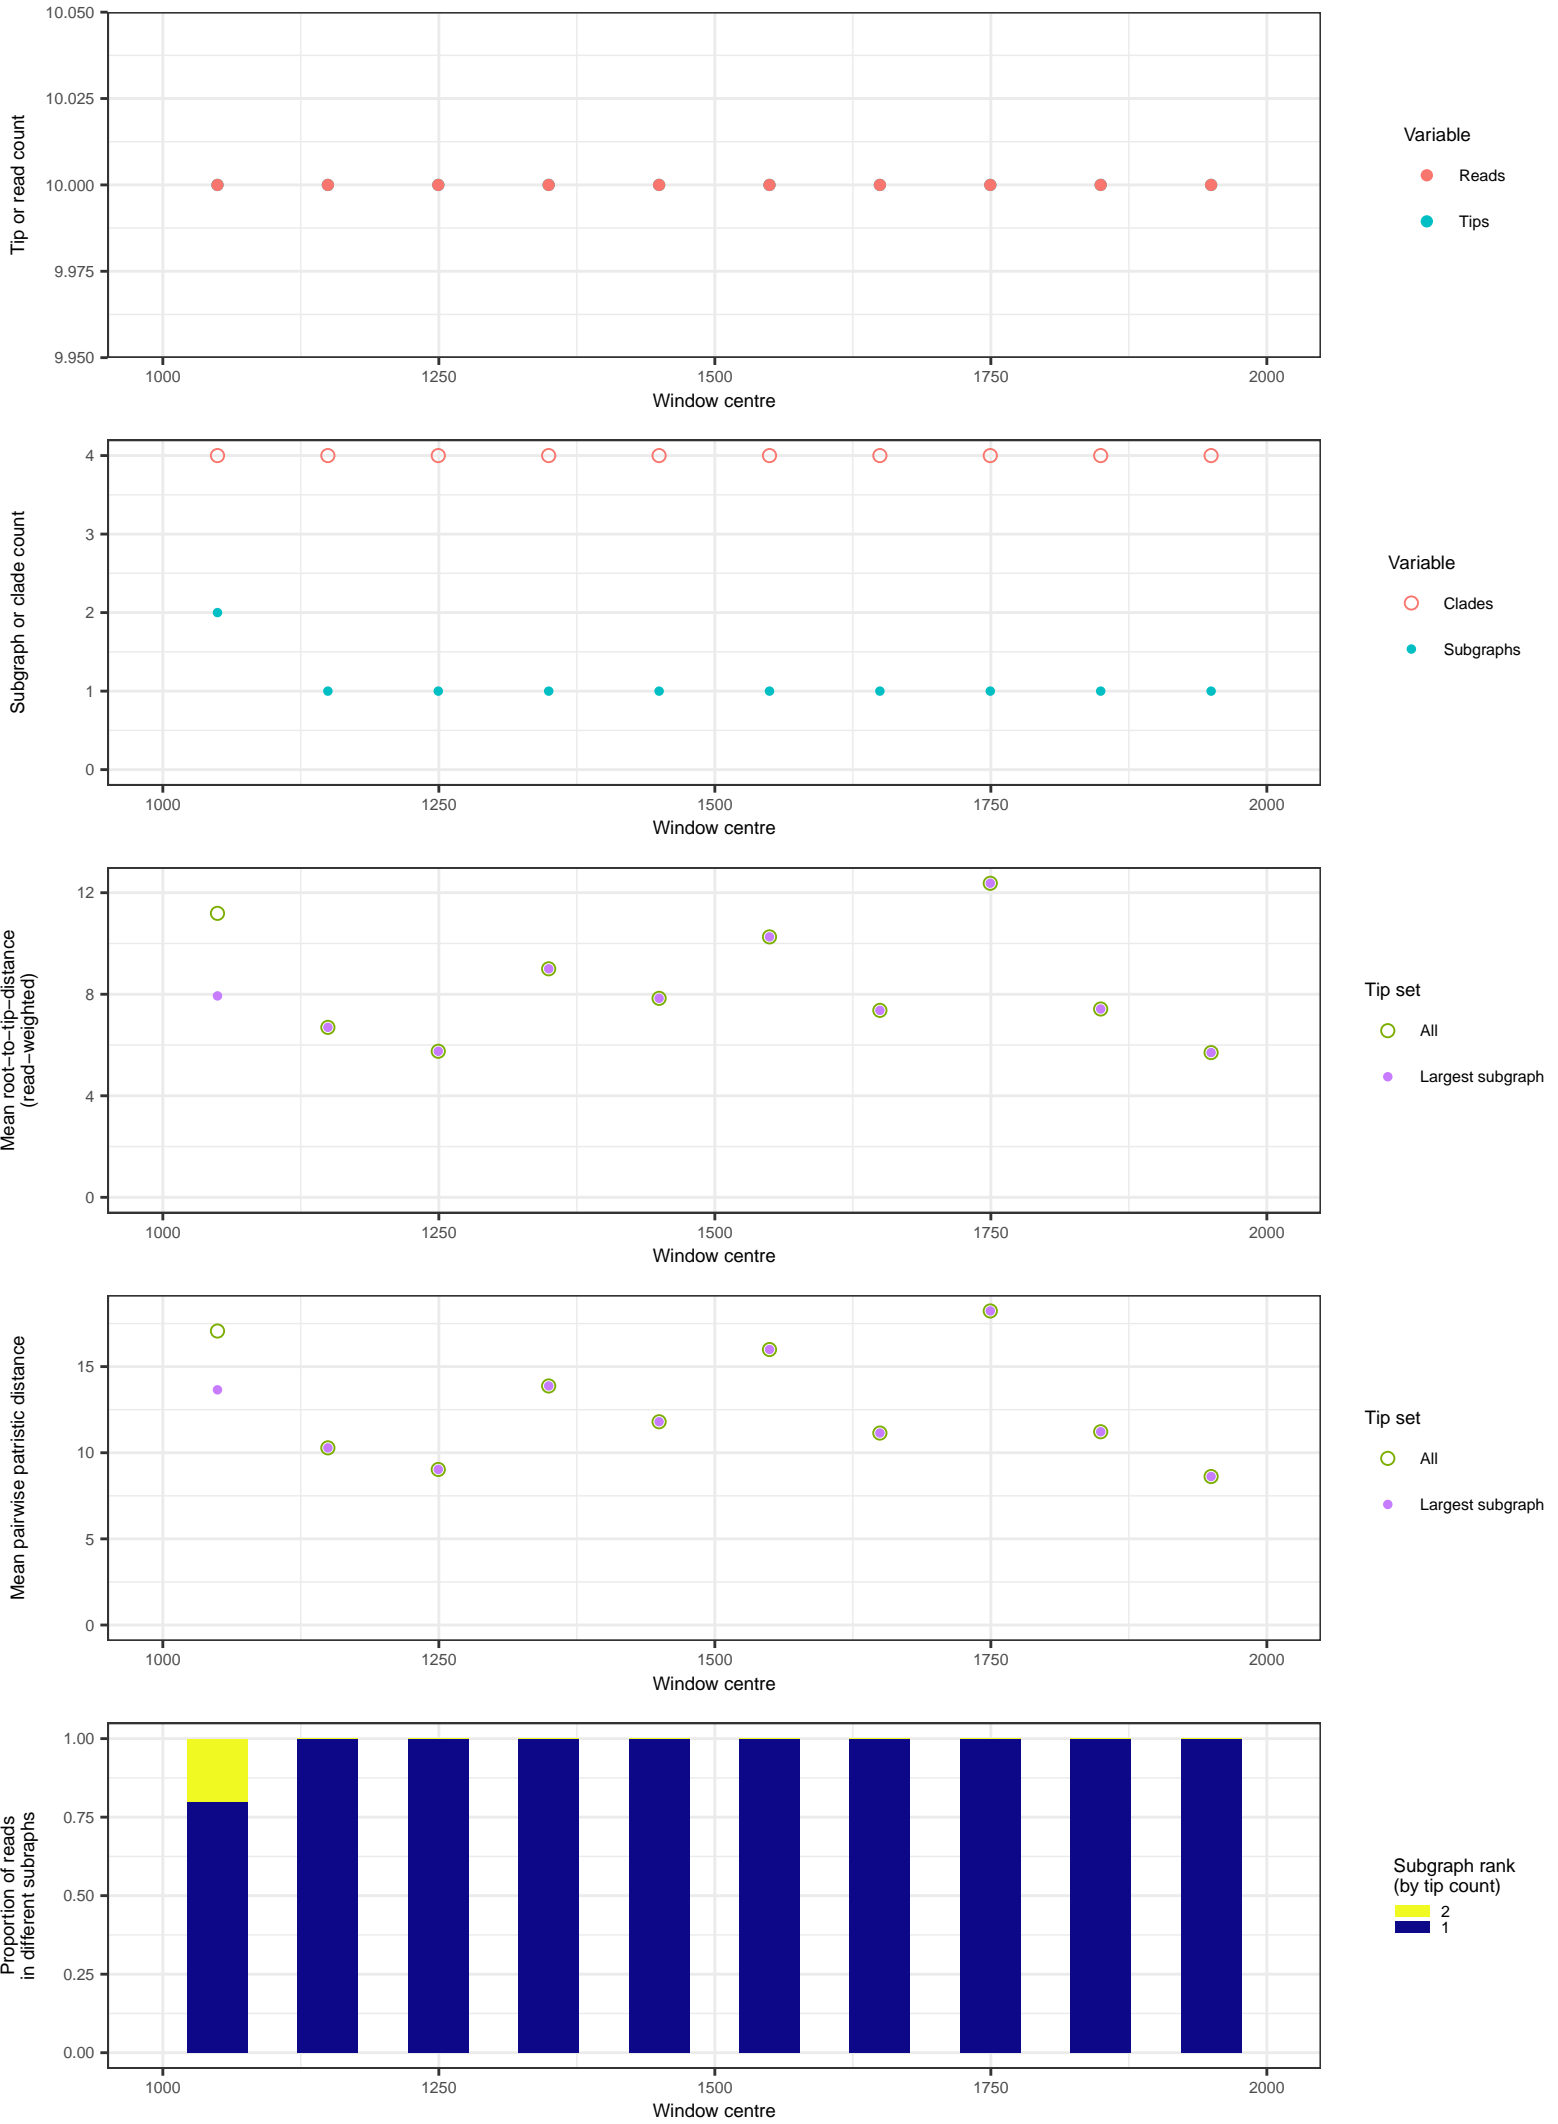 10.050
10.025
10.000
9.975
9.950
Tip or read count
1000
1250
1500
1750
2000
Window centre
Variable
Reads
Tips
4
3
2
1
0
Subgraph or clade count
1000
1250
1500
1750
2000
Window centre
Variable
Clades
Subgraphs
12
8
4
0
Mean root−to−tip−distance
(read−weighted)
1000
1250
1500
1750
2000
Window centre
Tip set
All
Largest subgraph
15
10
5
0
Mean pairwise patristic distance
1000
1250
1500
1750
2000
Window centre
Tip set
All
Largest subgraph
1.00
0.75
0.50
0.25
0.00
Proportion of reads
in different subraphs
1000
1250
1500
1750
2000
Window centre
Subgraph rank
(by tip count)
2
1